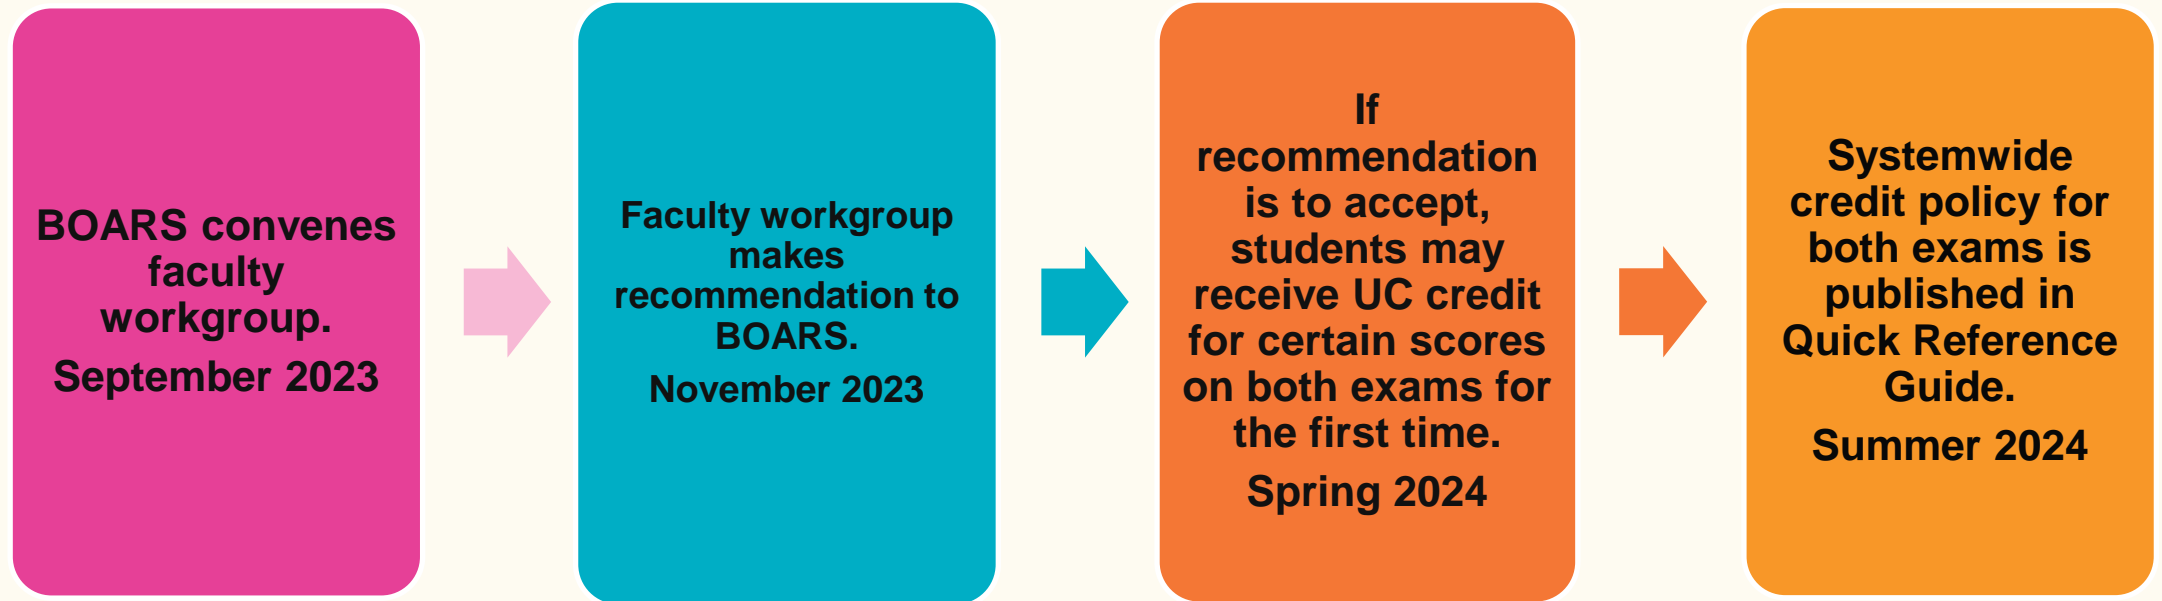 BOARS convenes
faculty
workgroup.
September 2023
Faculty workgroup
makes
recommendation to
BOARS.
November 2023
If
recommendation
is to accept,
students may
receive UC credit
for certain scores
on both exams for
the first time.
Spring 2024
Systemwide
credit policy for
both exams is
published in
Quick Reference
Guide.
Summer 2024